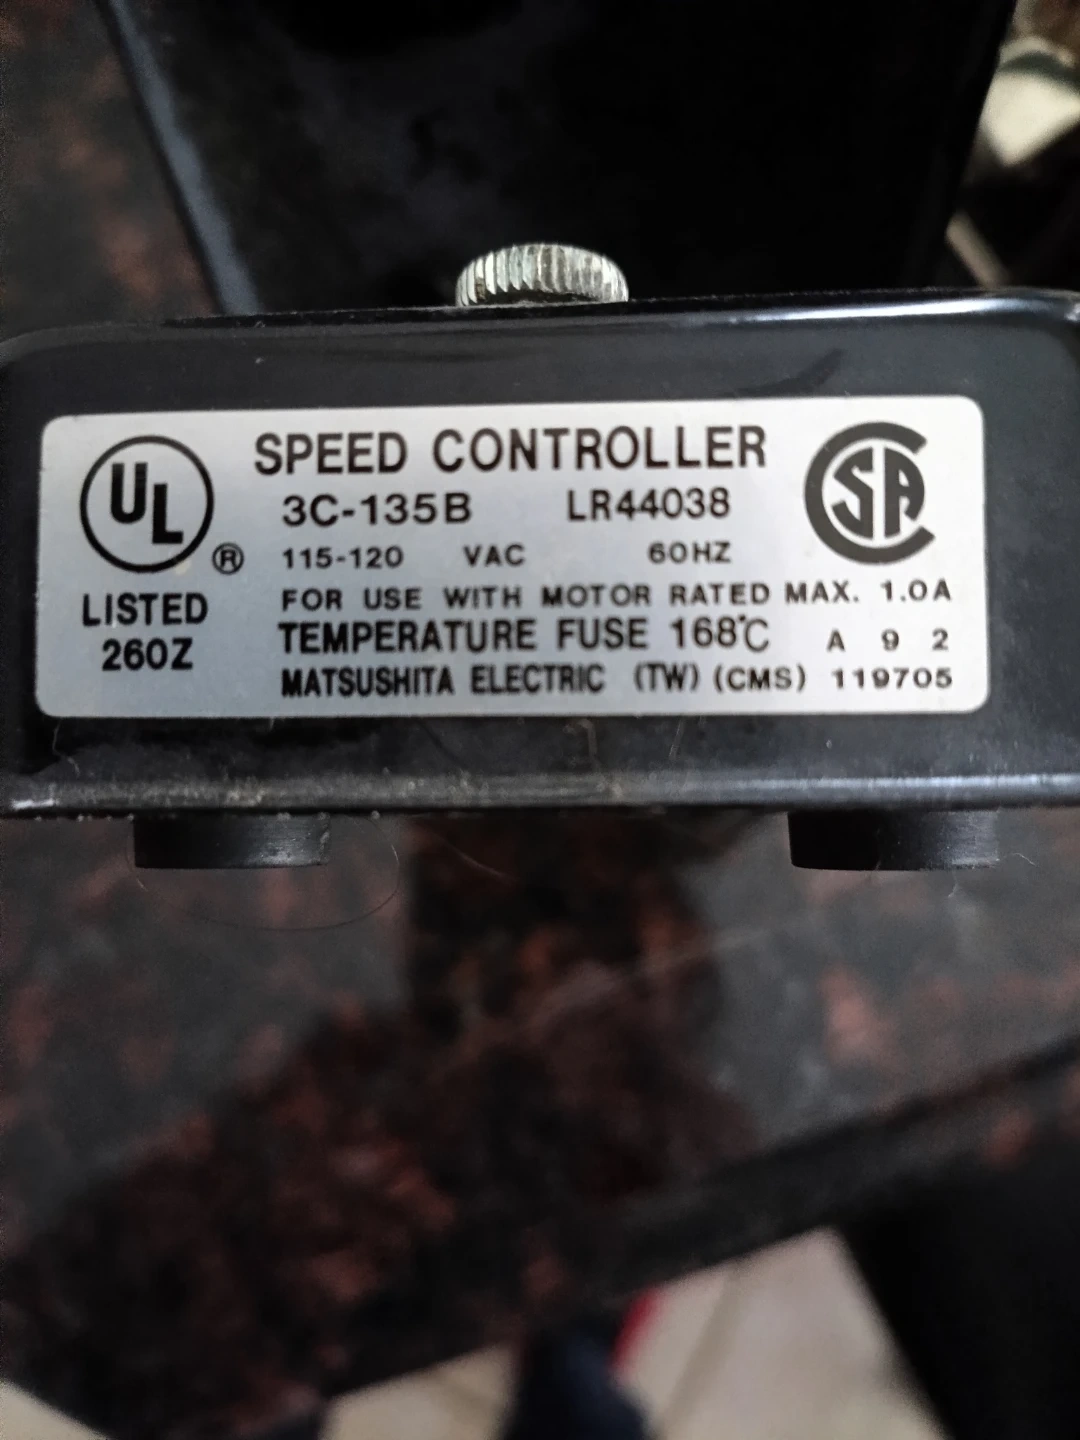 SPEED CONTROLLER
UL ®
LISTED
260Z
3C-135B LR44038
115-120 VAC 60HZ
FOR USE WITH MOTOR RATED MAX. 1.0A
TEMPERATURE FUSE 168℃ A 9 2
MATSUSHITA ELECTRIC (TW) (CMS) 119705
CSA